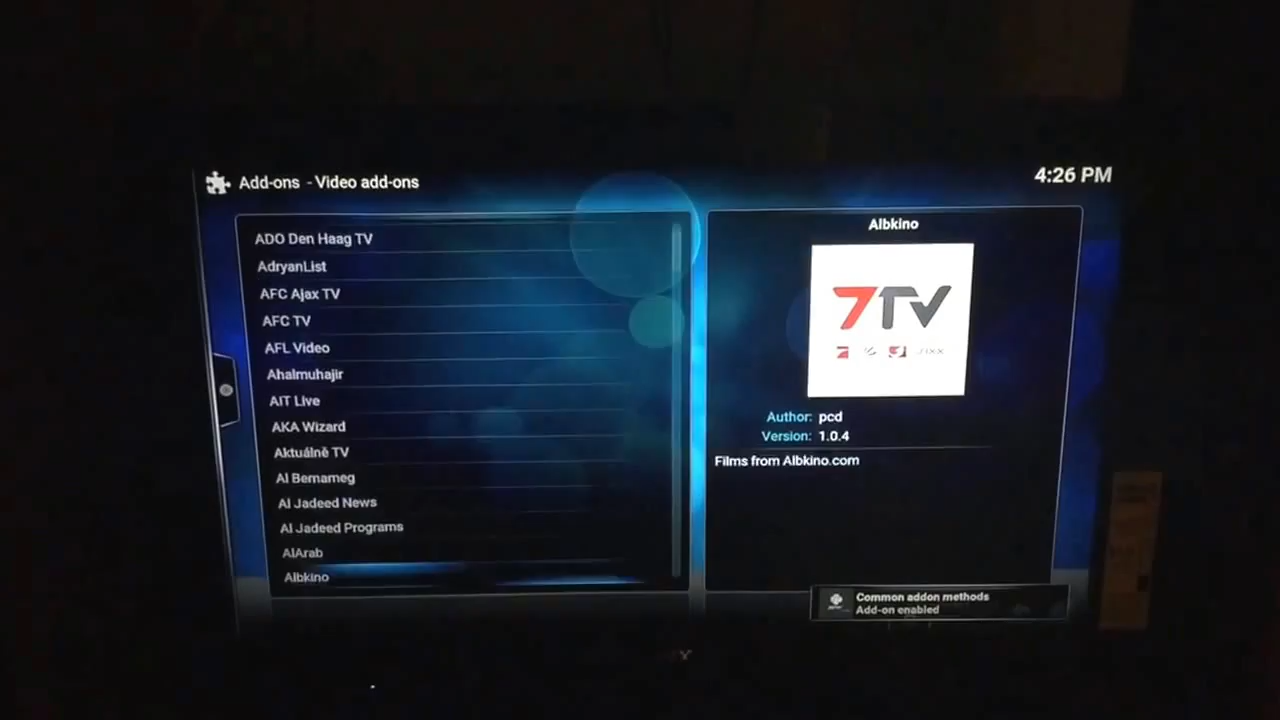 Add-ons - Video add-ons
4:26 PM
ADO Den Haag TV
AdryanList
AFC Ajax TV
AFC TV
AFL Video
Ahalmuhajir
AIT Live
AKA Wizard
Aktuálně TV
Al Bernameg
Al Jadeed News
Al Jadeed Programs
AlArab
Albkino
Albkino
7TV
Author: pcd
Version: 1.0.4
Films from Albkino.com
Common addon methods
Add-on enabled